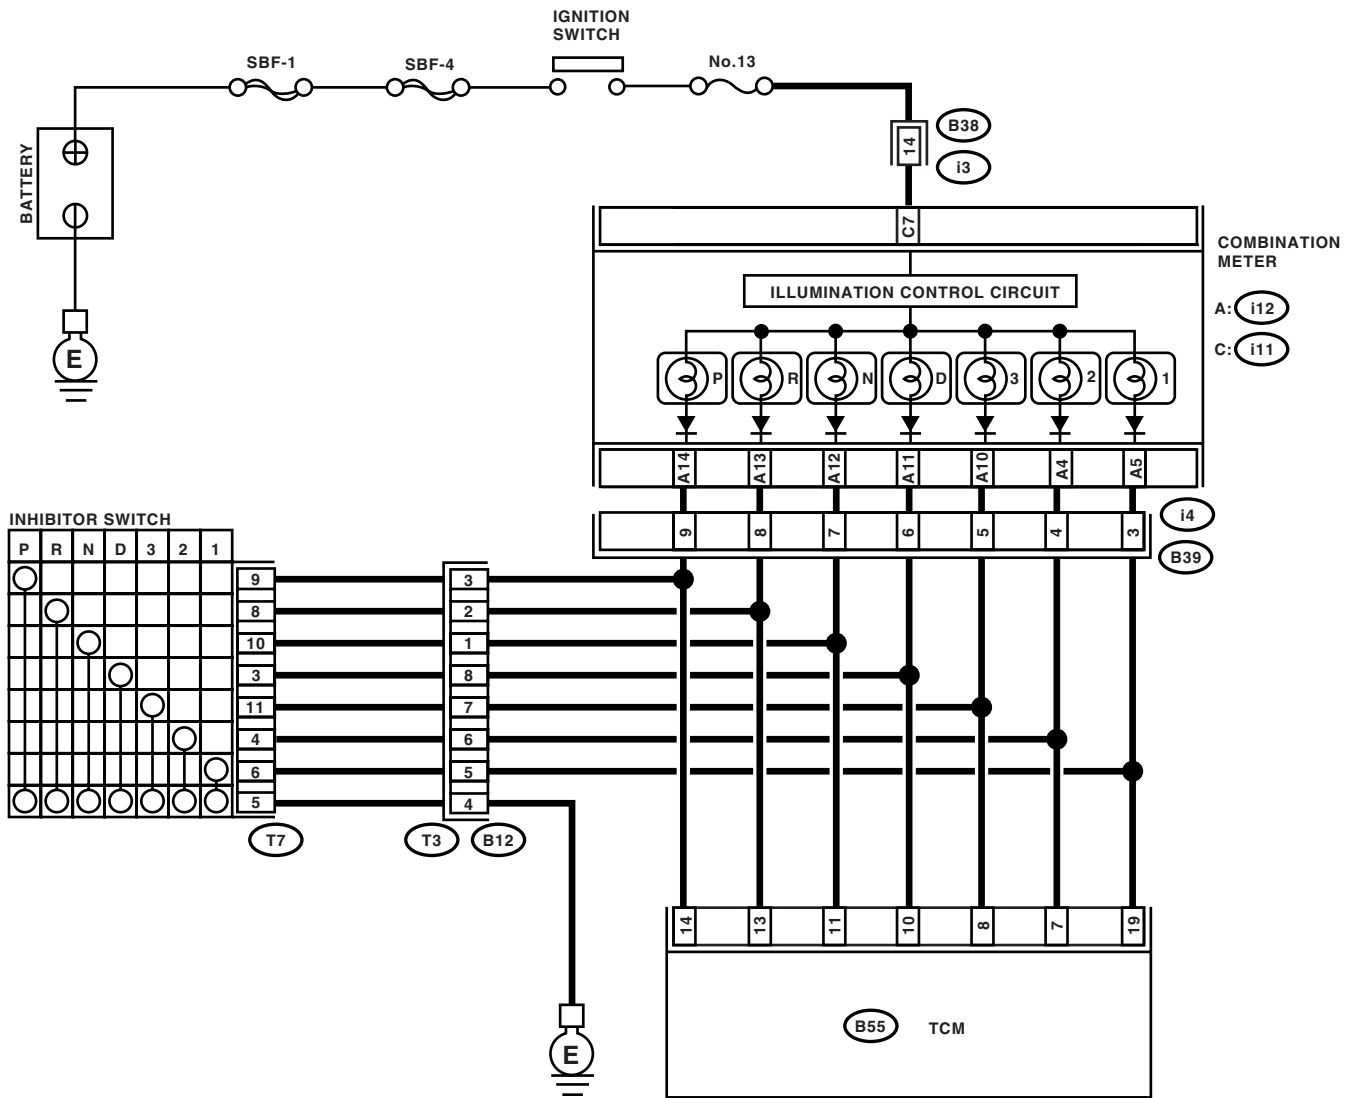 IGNITION
SWITCH
SBF-1
SBF-4
No.13
B38
14
i3
BATTERY
C7
COMBINATION
METER
ILLUMINATION CONTROL CIRCUIT
A: i12
C: i11
P R N D 3 2 1
E
A14 A13 A12 A11 A10 A4 A5
i4
9 8 7 6 5 4 3
B39
INHIBITOR SWITCH
P R N D 3 2 1
9 3
8 2
10 1
3 8
11 7
4 6
6 5
5 4
T7 T3 B12
14 13 11 10 8 7 19
B55 TCM
E